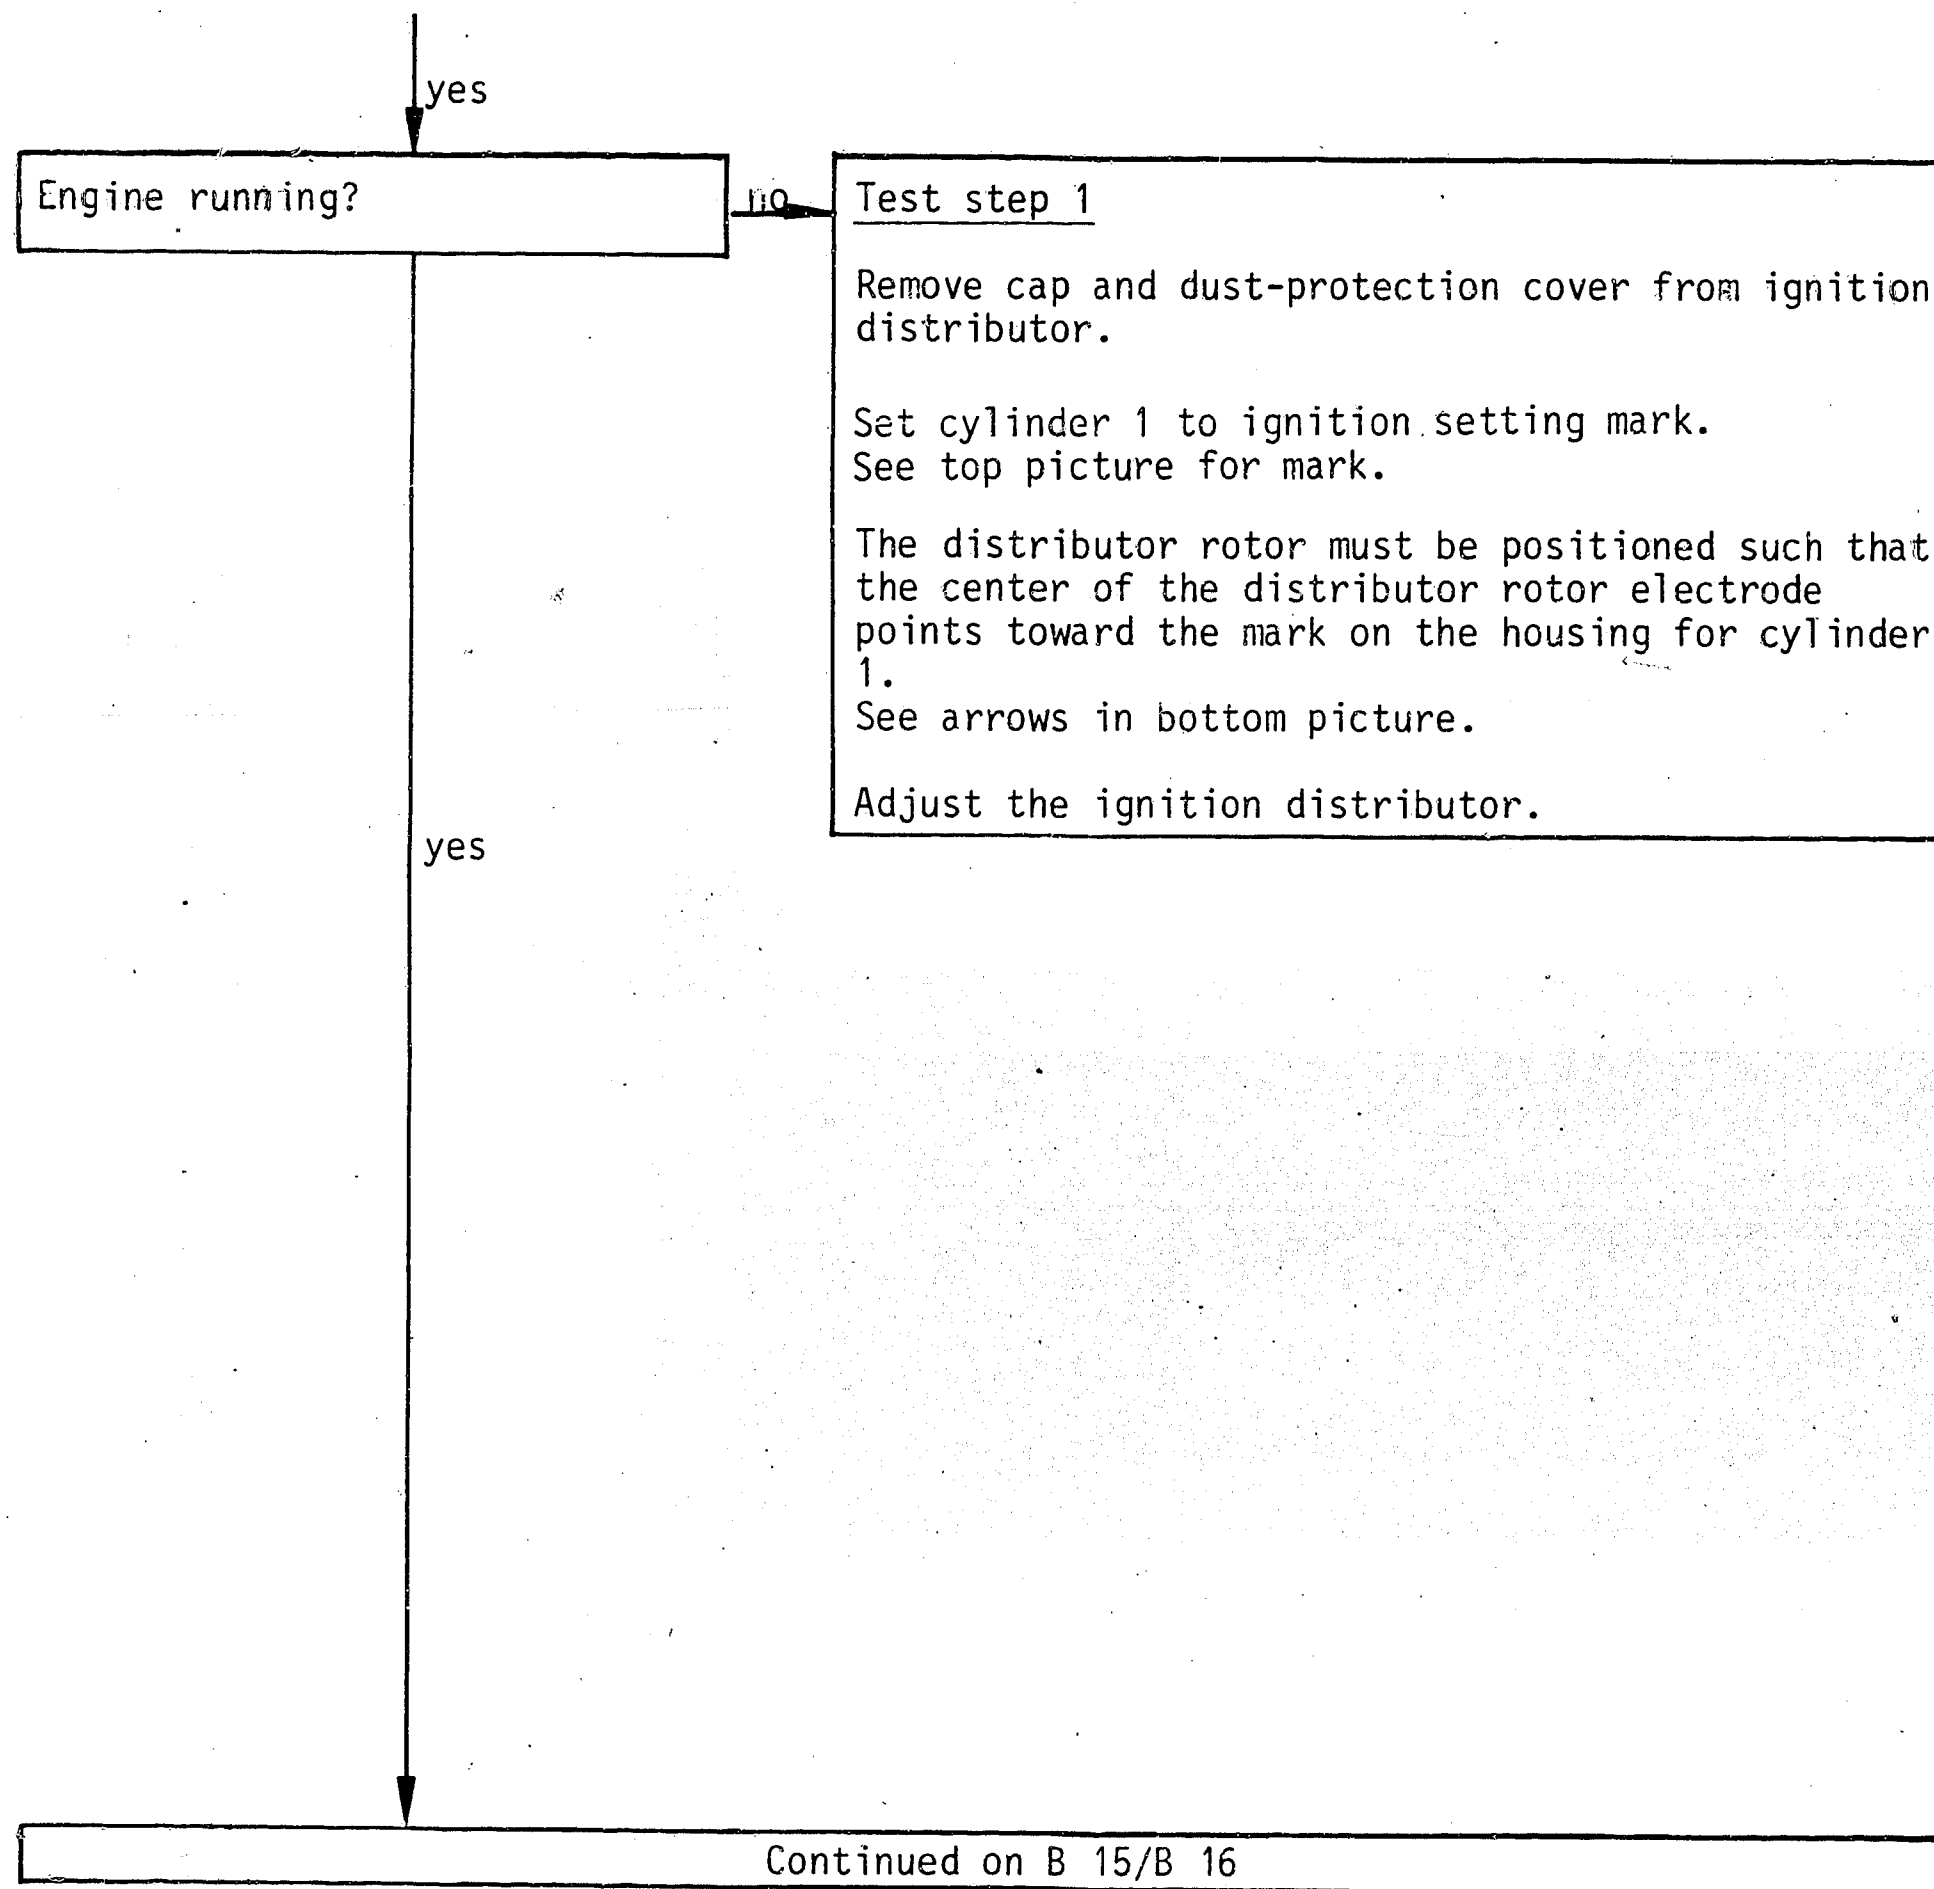 yes
Engine running?
no
Test step 1
Remove cap and dust-protection cover from ignition
distributor.
Set cylinder 1 to ignition setting mark.
See top picture for mark.
The distributor rotor must be positioned such that
the center of the distributor rotor electrode
points toward the mark on the housing for cylinder
1.
See arrows in bottom picture.
Adjust the ignition distributor.
yes
Continued on B 15/B 16